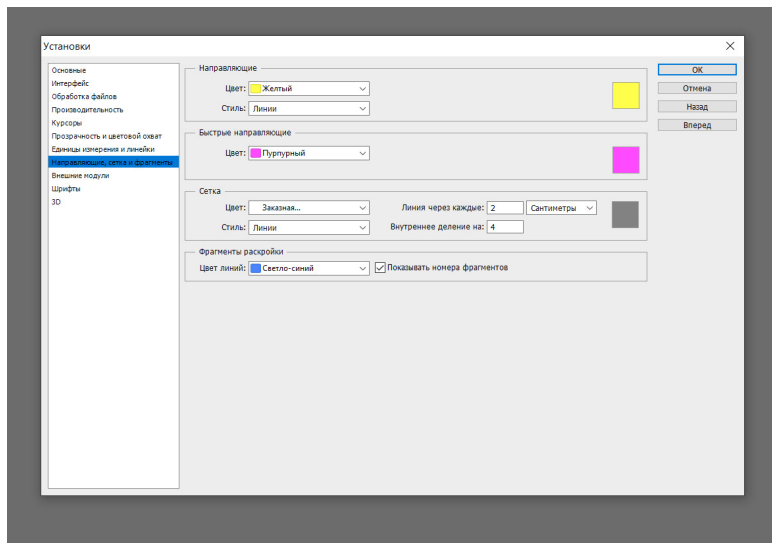 Установки
Основные
Интерфейс
Обработка файлов
Производительность
Курсоры
Прозрачность и цветовой охват
Единицы измерения и линейки
Направляющие, сетка и фрагменты
Внешние модули
Шрифты
3D
Направляющие
Цвет: Желтый
Стиль: Линии
Быстрые направляющие
Цвет: Пурпурный
Сетка
Цвет: Заказная... Линия через каждые: 2 Сантиметры
Стиль: Линии Внутреннее деление на: 4
Фрагменты раскройки
Цвет линий: Светло-синий Показывать номера фрагментов
ОК
Отмена
Назад
Вперед